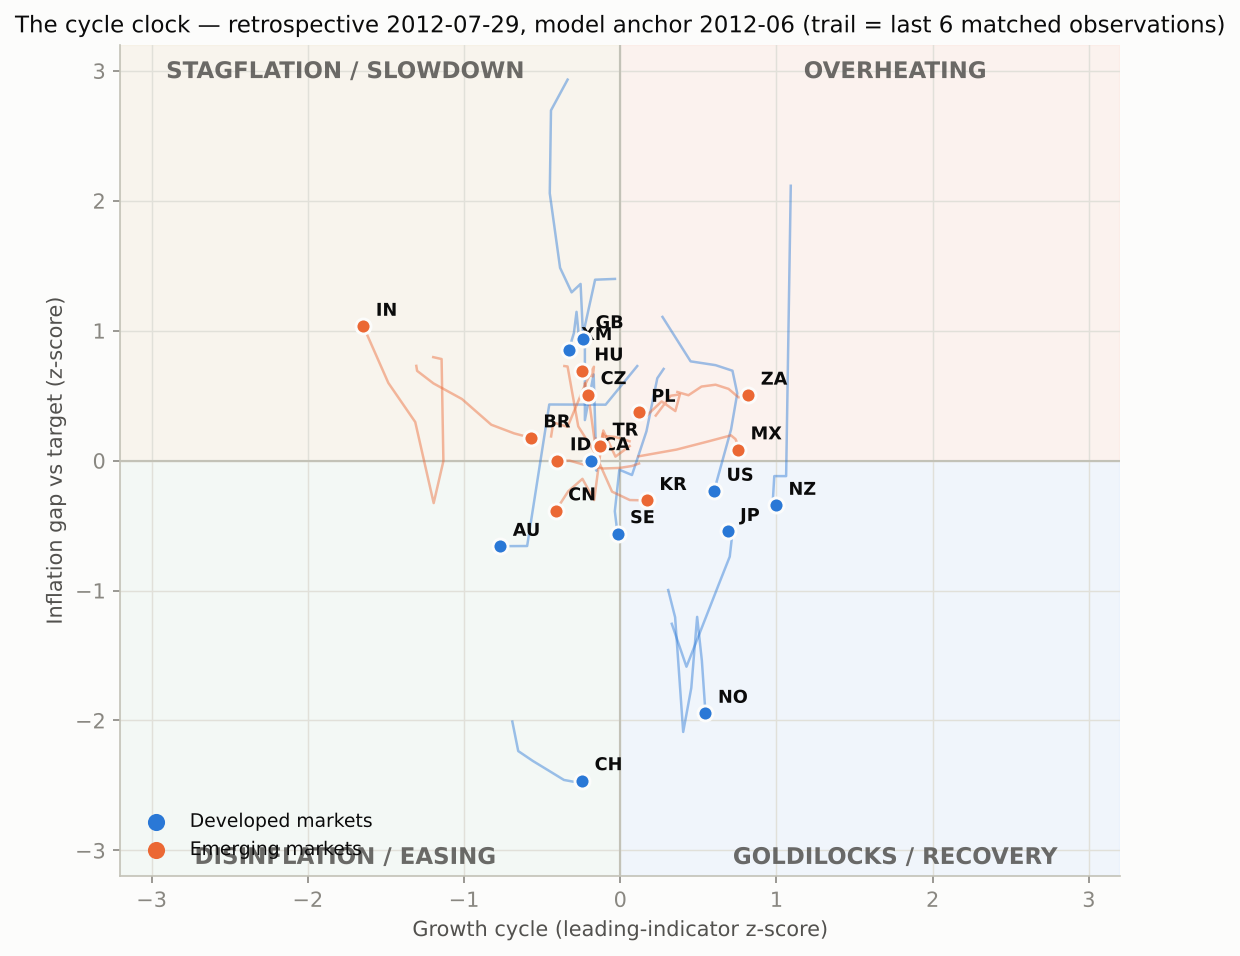 The cycle clock — retrospective 2012-07-29, model anchor 2012-06 (trail = last 6 matched observations)
STAGFLATION / SLOWDOWN
OVERHEATING
3
2
1
0
−1
−2
−3
Inflation gap vs target (z-score)
IN
GB
XM
HU
CZ
ZA
PL
BR
TR
MX
ID
CA
US
KR
NZ
CN
SE
JP
AU
NO
CH
Developed markets
Emerging markets
DISINFLATION / EASING
GOLDILOCKS / RECOVERY
−3
−2
−1
0
1
2
3
Growth cycle (leading-indicator z-score)